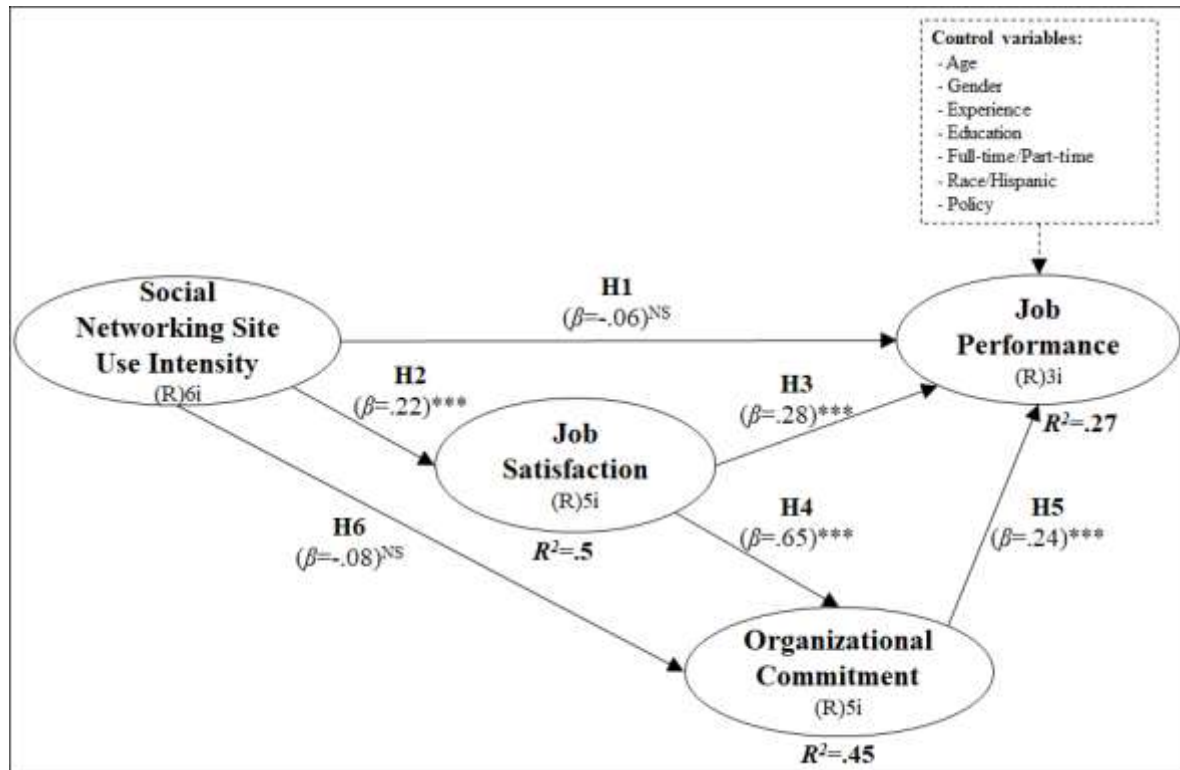 Control variables:
- Age
- Gender
- Experience
- Education
- Full-time/Part-time
- Race/Hispanic
- Policy
Social
Networking Site
Use Intensity
(R)6i
H1
(β=-.06)NS
Job
Performance
(R)3i
R²=.27
H2
(β=.22)***
H3
(β=.28)***
Job
Satisfaction
(R)5i
R²=.5
H4
(β=.65)***
H5
(β=.24)***
H6
(β=-.08)NS
Organizational
Commitment
(R)5i
R²=.45